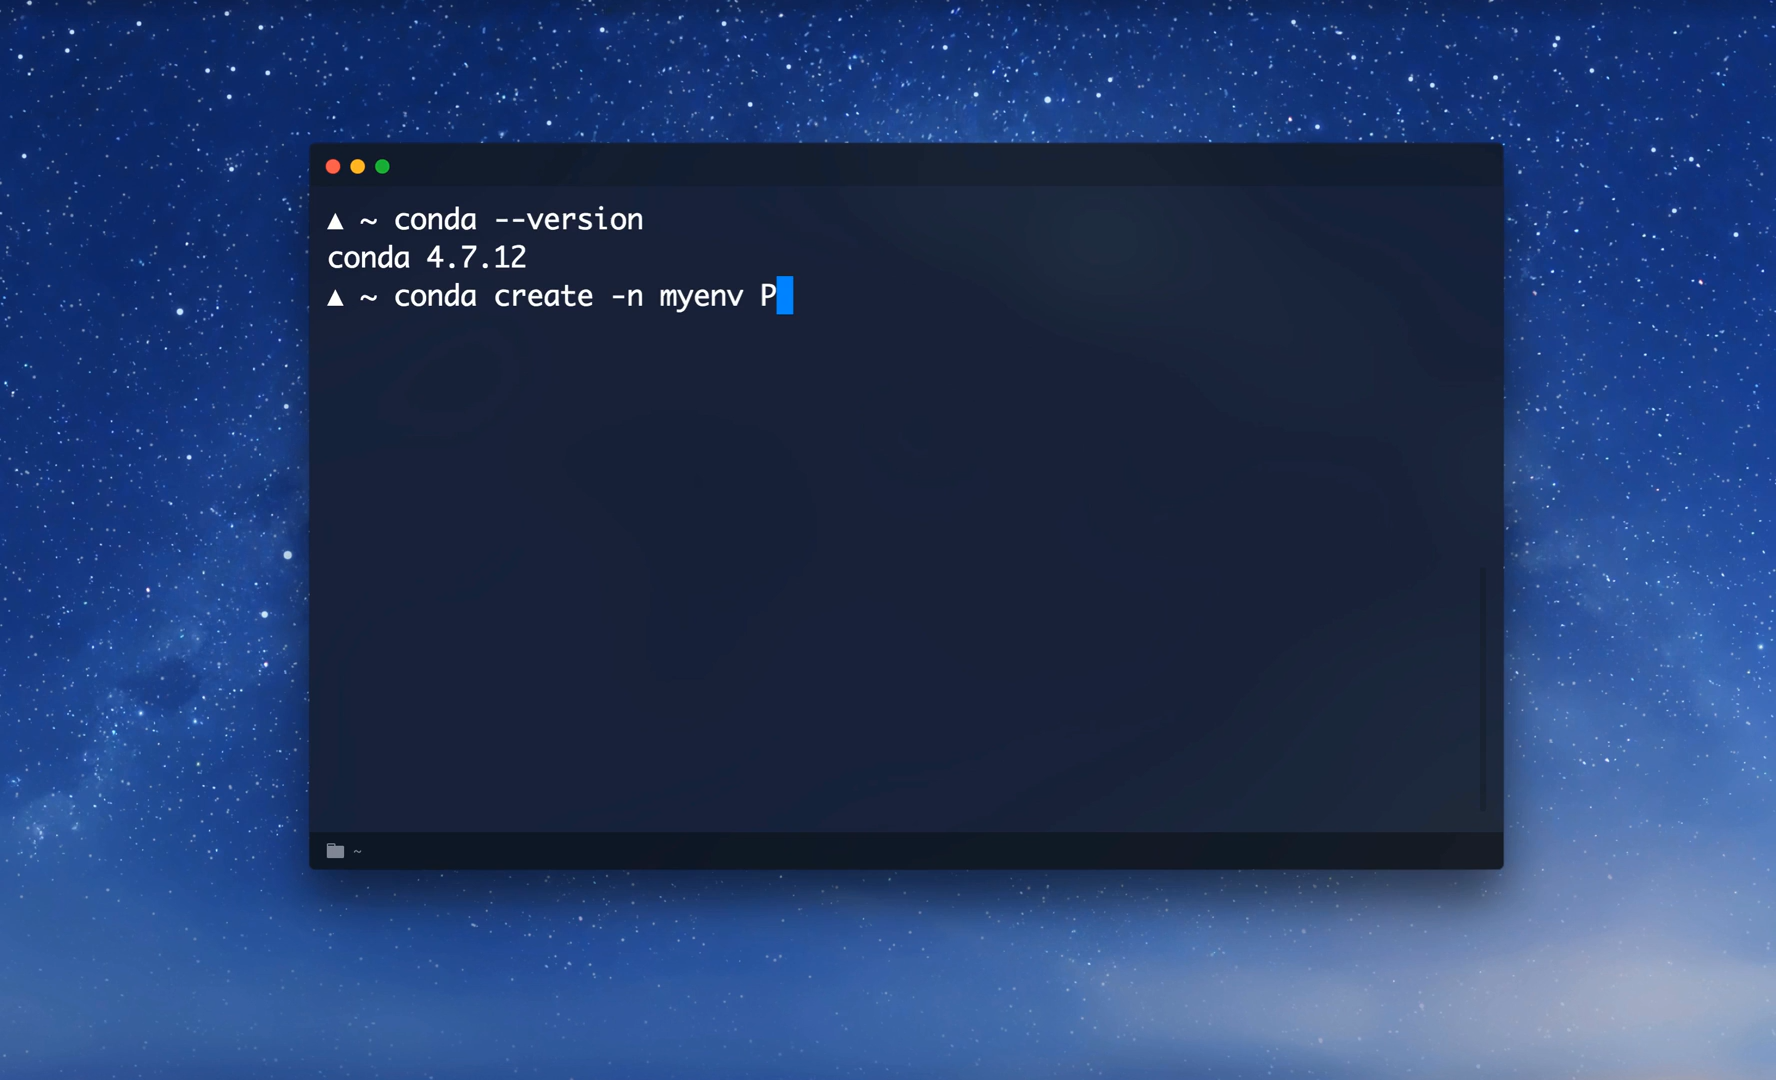 ▲ ~ conda --version
conda 4.7.12
▲ ~ conda create -n myenv P
~